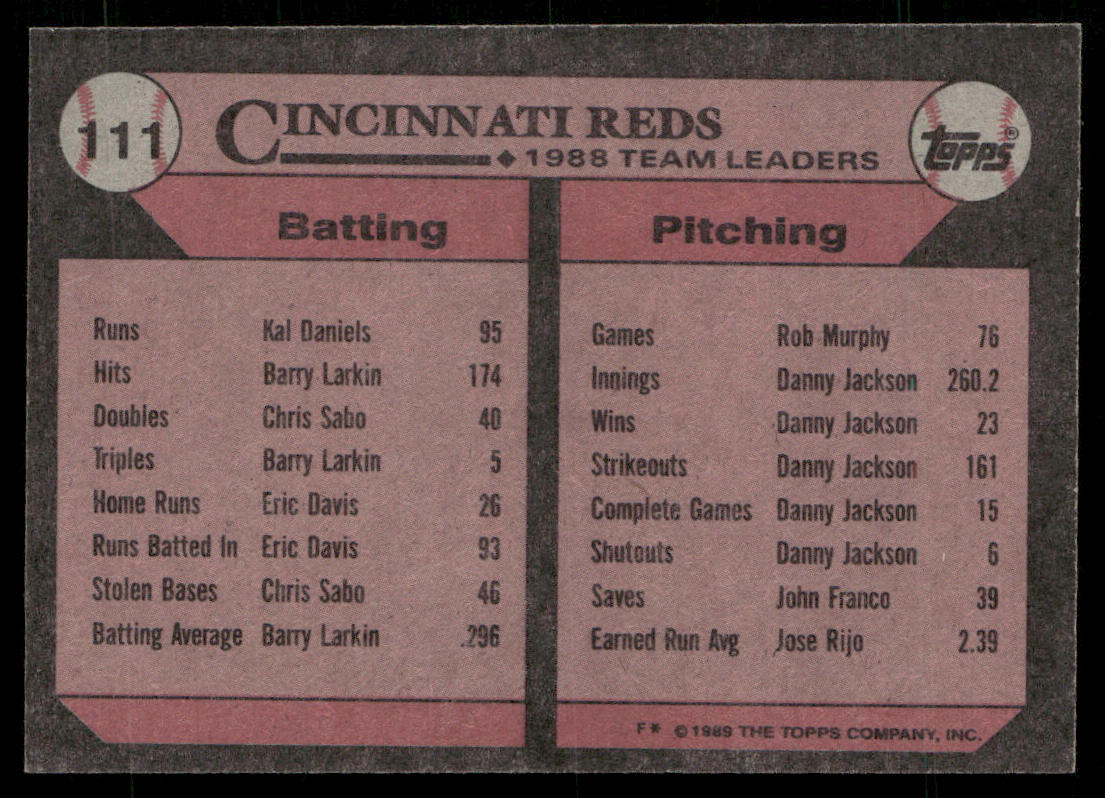 111
CINCINNATI REDS
◆ 1988 TEAM LEADERS
TOPPS®
Batting
Runs Kal Daniels 95
Hits Barry Larkin 174
Doubles Chris Sabo 40
Triples Barry Larkin 5
Home Runs Eric Davis 26
Runs Batted In Eric Davis 93
Stolen Bases Chris Sabo 46
Batting Average Barry Larkin .296
Pitching
Games Rob Murphy 76
Innings Danny Jackson 260.2
Wins Danny Jackson 23
Strikeouts Danny Jackson 161
Complete Games Danny Jackson 15
Shutouts Danny Jackson 6
Saves John Franco 39
Earned Run Avg Jose Rijo 2.39
F* © 1989 THE TOPPS COMPANY, INC.